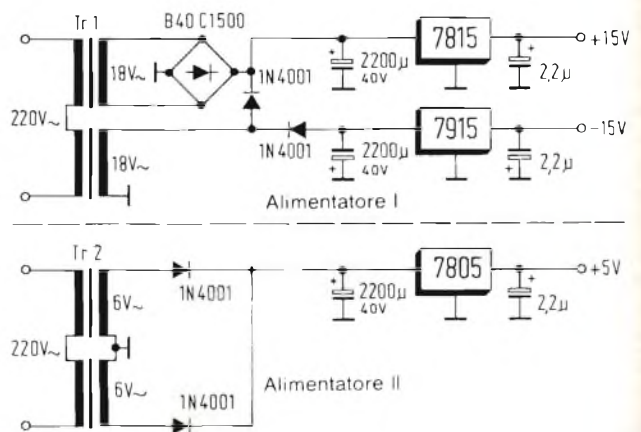 Tr 1
B40 C1500
18V~
220V~
18V~
1N4001
1N4001
+
2200µ
40V
7815
+
2,2µ
+15V
2200µ
40V
+
7915
2,2µ
+
-15V
Alimentatore I
Tr 2
6V~
220V~
6V~
1N4001
1N4001
+
2200µ
40V
7805
+
2,2µ
+5V
Alimentatore II